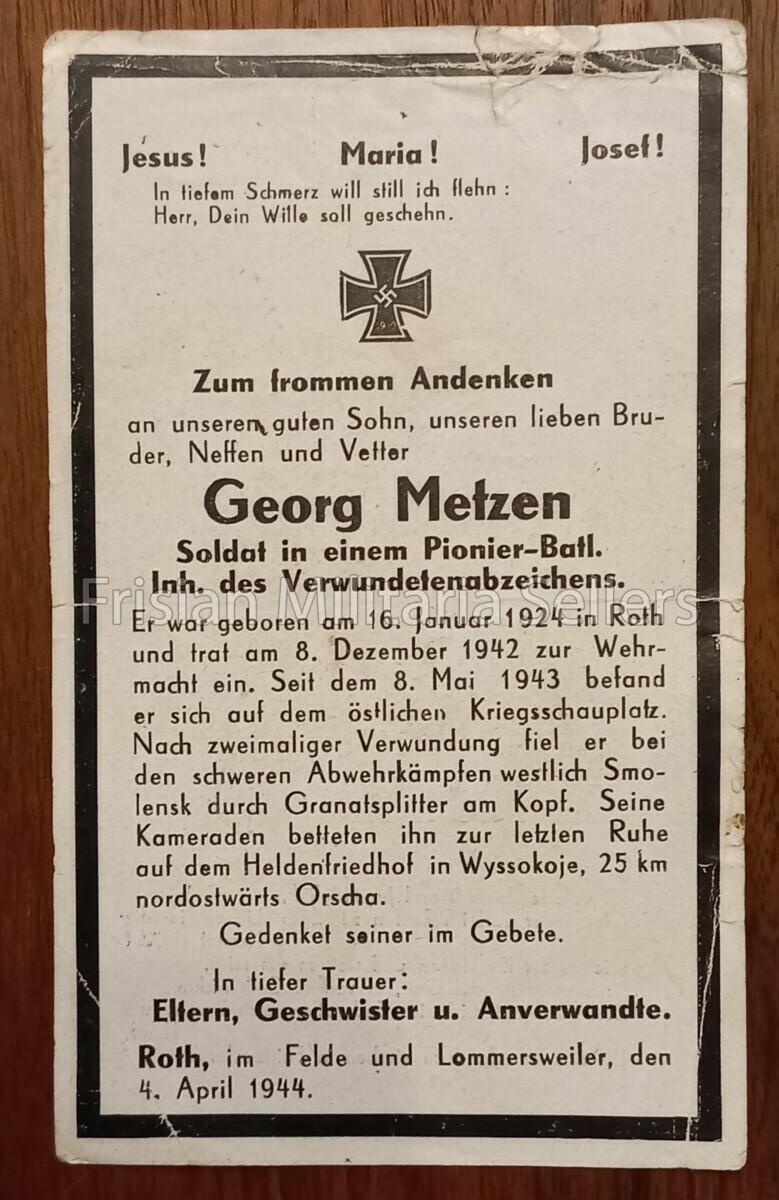 Jesus! Maria! Josef!
In tiefem Schmerz will still ich flehn :
Herr, Dein Wille soll geschehn.
Zum frommen Andenken
an unseren guten Sohn, unseren lieben Bru-
der, Neffen und Vetter
Georg Metzen
Soldat in einem Pionier-Batl.
Inh. des Verwundetenabzeichens.
Frisian Militaria Sellers
Er war geboren am 16. Januar 1924 in Roth
und trat am 8. Dezember 1942 zur Wehr-
macht ein. Seit dem 8. Mai 1943 befand
er sich auf dem östlichen Kriegsschauplatz.
Nach zweimaliger Verwundung fiel er bei
den schweren Abwehrkämpfen westlich Smo-
lensk durch Granatsplitter am Kopf. Seine
Kameraden betteten ihn zur letzten Ruhe
auf dem Heldenfriedhof in Wyssokoje, 25 km
nordostwärts Orscha.
Gedenket seiner im Gebete.
In tiefer Trauer:
Eltern, Geschwister u. Anverwandte.
Roth, im Felde und Lommersweiler, den
4. April 1944.